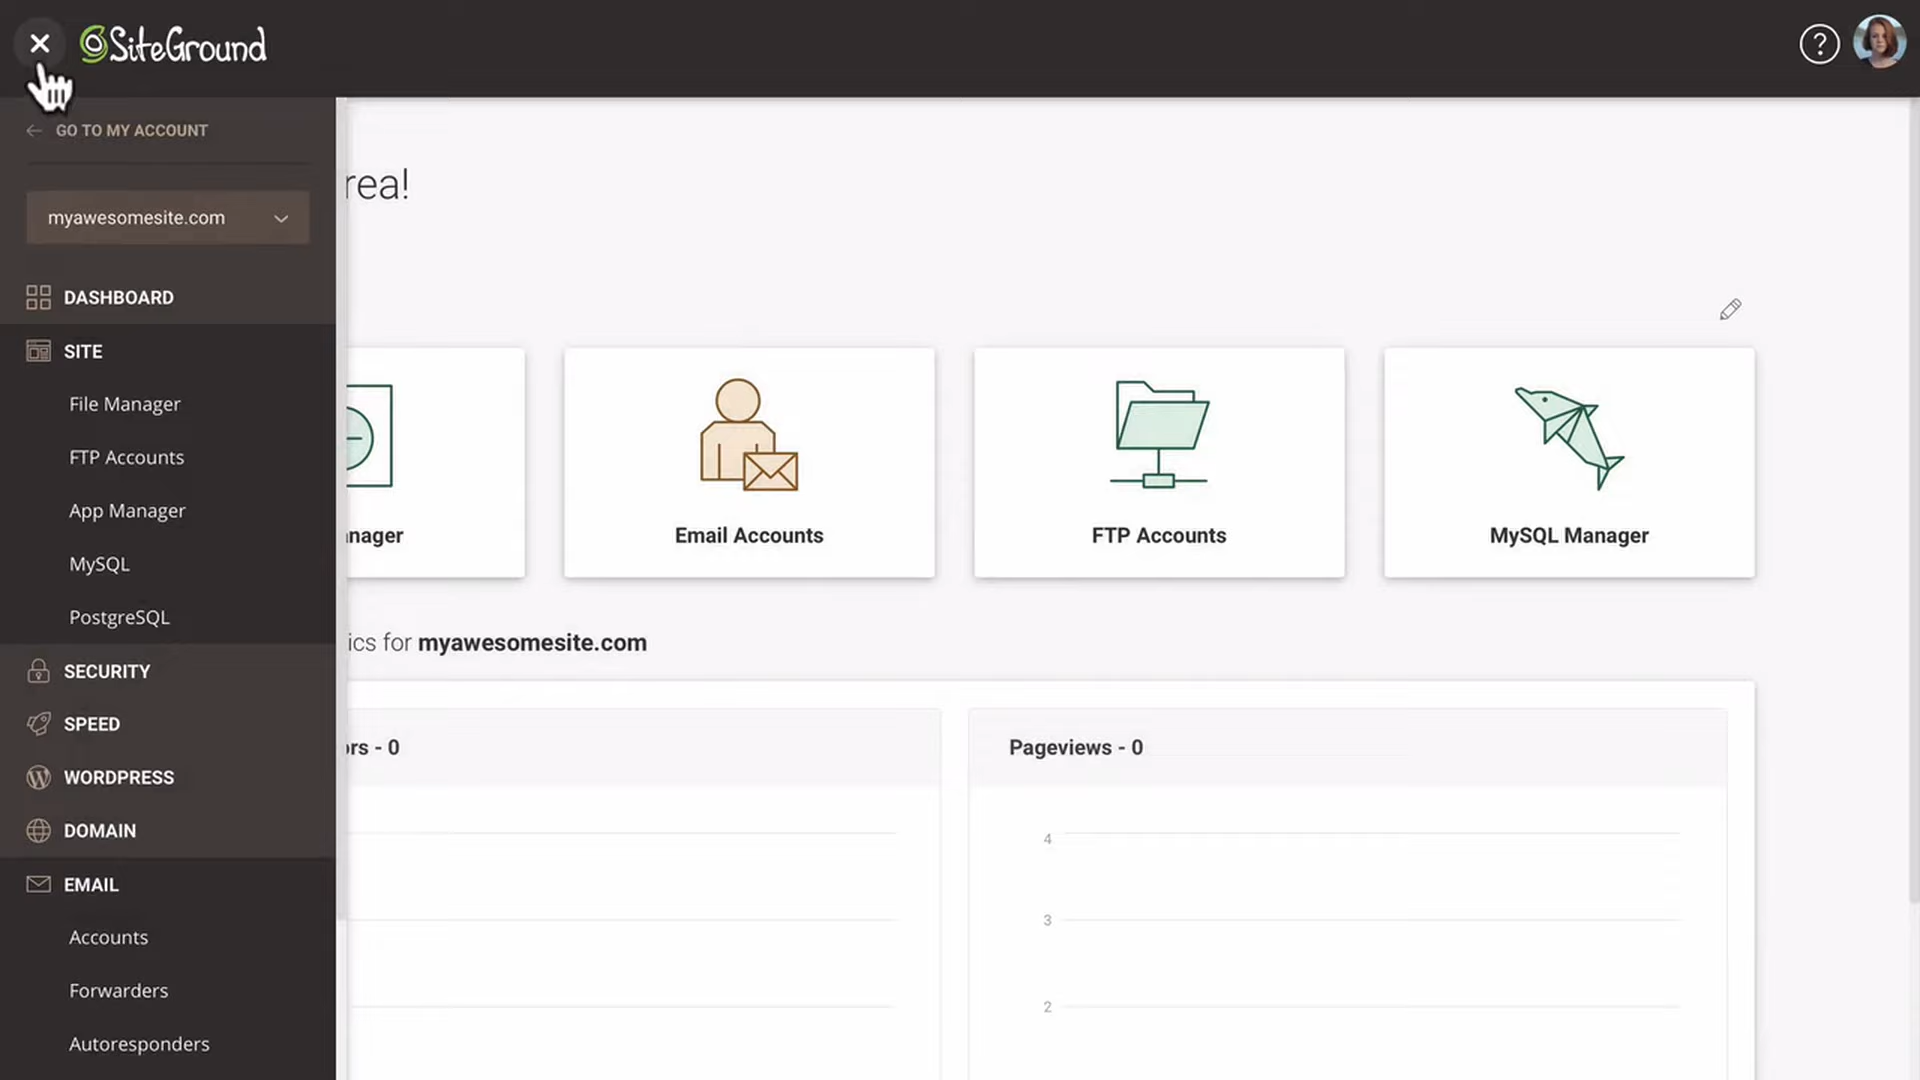 SiteGround
?
GO TO MY ACCOUNT
myawesomesite.com
DASHBOARD
SITE
File Manager
FTP Accounts
App Manager
MySQL
PostgreSQL
SECURITY
SPEED
WORDPRESS
DOMAIN
EMAIL
Accounts
Forwarders
Autoresponders
rea!
nager
Email Accounts
FTP Accounts
MySQL Manager
ics for myawesomesite.com
rs - 0
Pageviews - 0
4
3
2